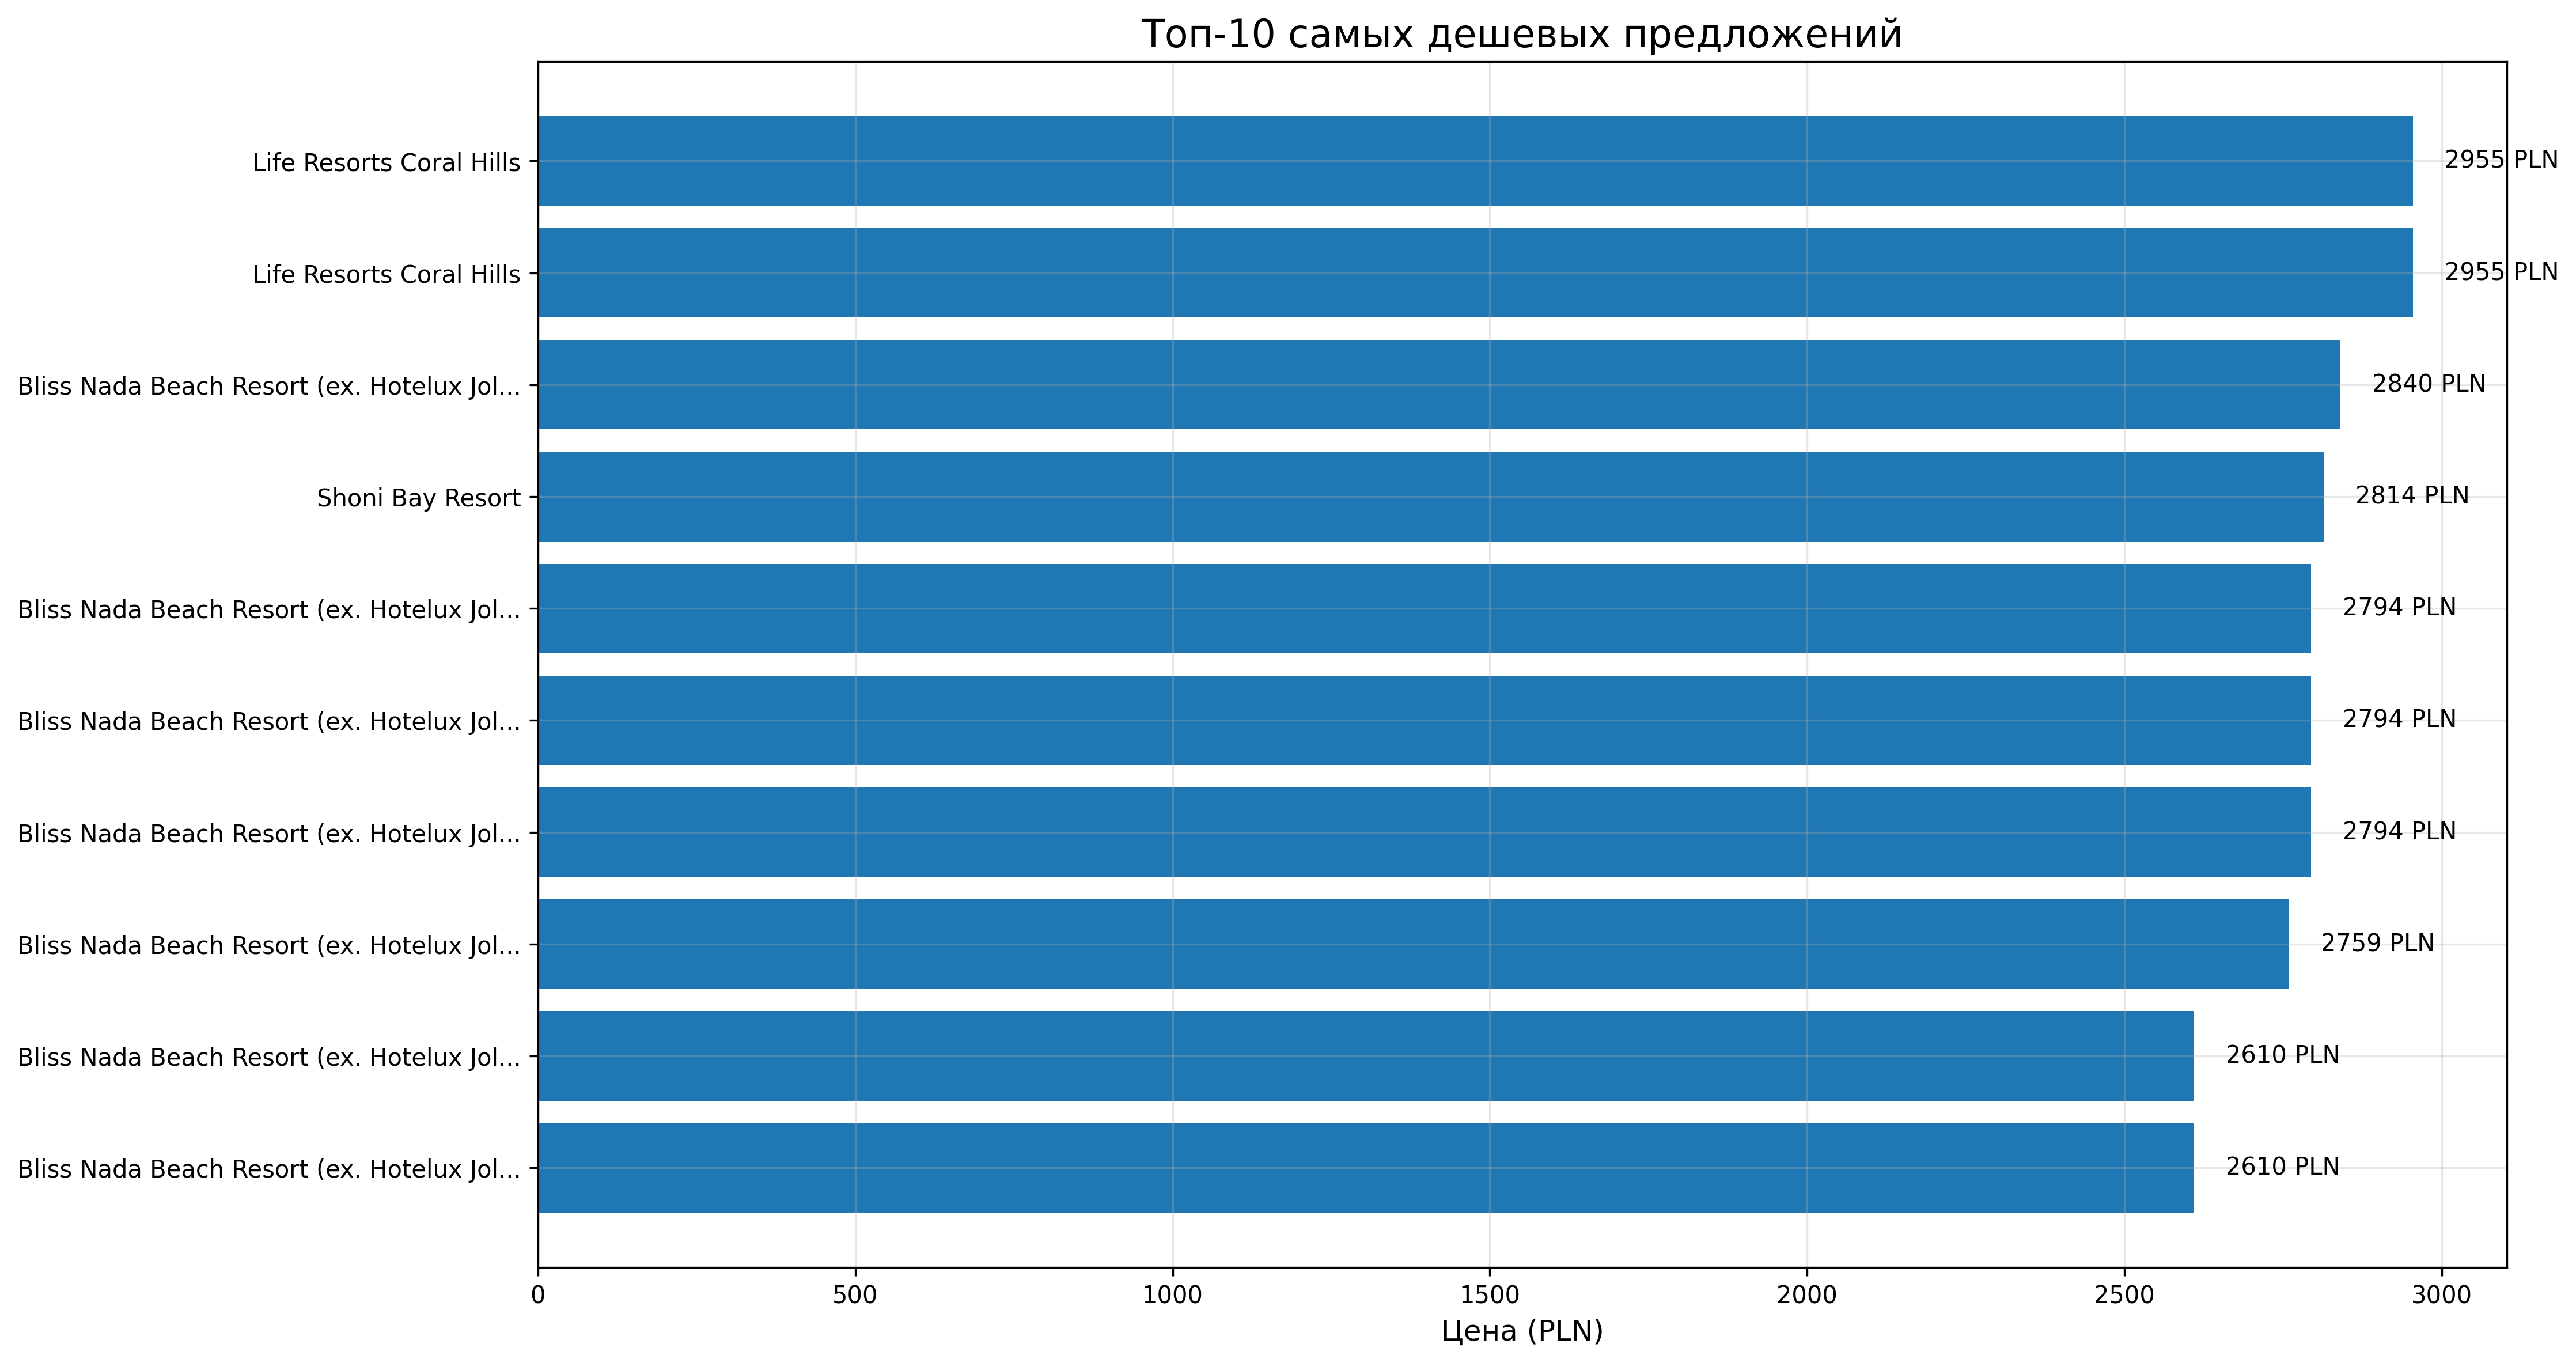 Топ-10 самых дешевых предложений
Life Resorts Coral Hills
2955 PLN
Life Resorts Coral Hills
2955 PLN
Bliss Nada Beach Resort (ex. Hotelux Jol...
2840 PLN
Shoni Bay Resort
2814 PLN
Bliss Nada Beach Resort (ex. Hotelux Jol...
2794 PLN
Bliss Nada Beach Resort (ex. Hotelux Jol...
2794 PLN
Bliss Nada Beach Resort (ex. Hotelux Jol...
2794 PLN
Bliss Nada Beach Resort (ex. Hotelux Jol...
2759 PLN
Bliss Nada Beach Resort (ex. Hotelux Jol...
2610 PLN
Bliss Nada Beach Resort (ex. Hotelux Jol...
2610 PLN
0 500 1000 1500 2000 2500 3000
Цена (PLN)